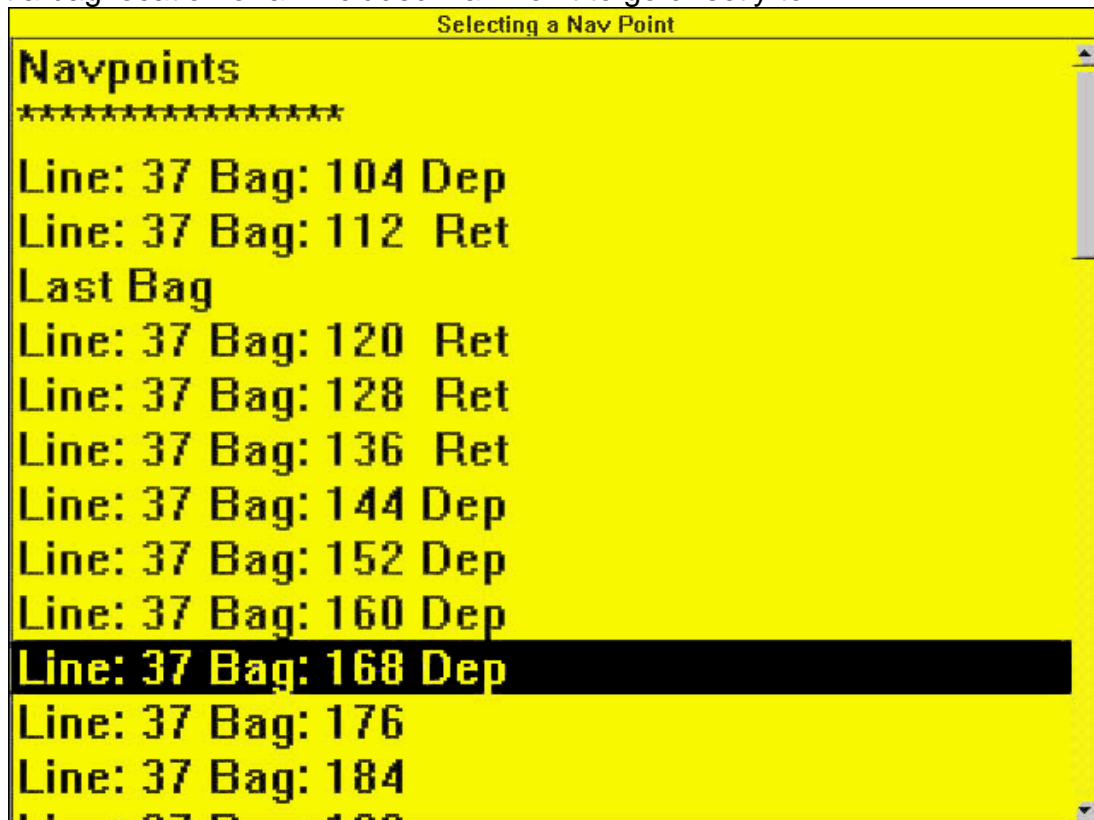 Selecting a Nav Point
Navpoints
****************
Line: 37 Bag: 104 Dep
Line: 37 Bag: 112 Ret
Last Bag
Line: 37 Bag: 120 Ret
Line: 37 Bag: 128 Ret
Line: 37 Bag: 136 Ret
Line: 37 Bag: 144 Dep
Line: 37 Bag: 152 Dep
Line: 37 Bag: 160 Dep
Line: 37 Bag: 168 Dep
Line: 37 Bag: 176
Line: 37 Bag: 184